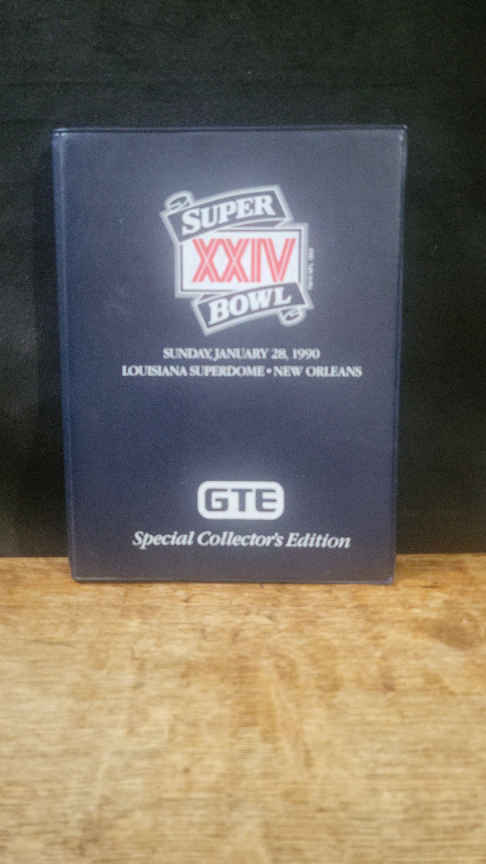 SUPER
XXIV
BOWL
SUNDAY, JANUARY 28, 1990
LOUISIANA SUPERDOME • NEW ORLEANS
GTE
Special Collector's Edition